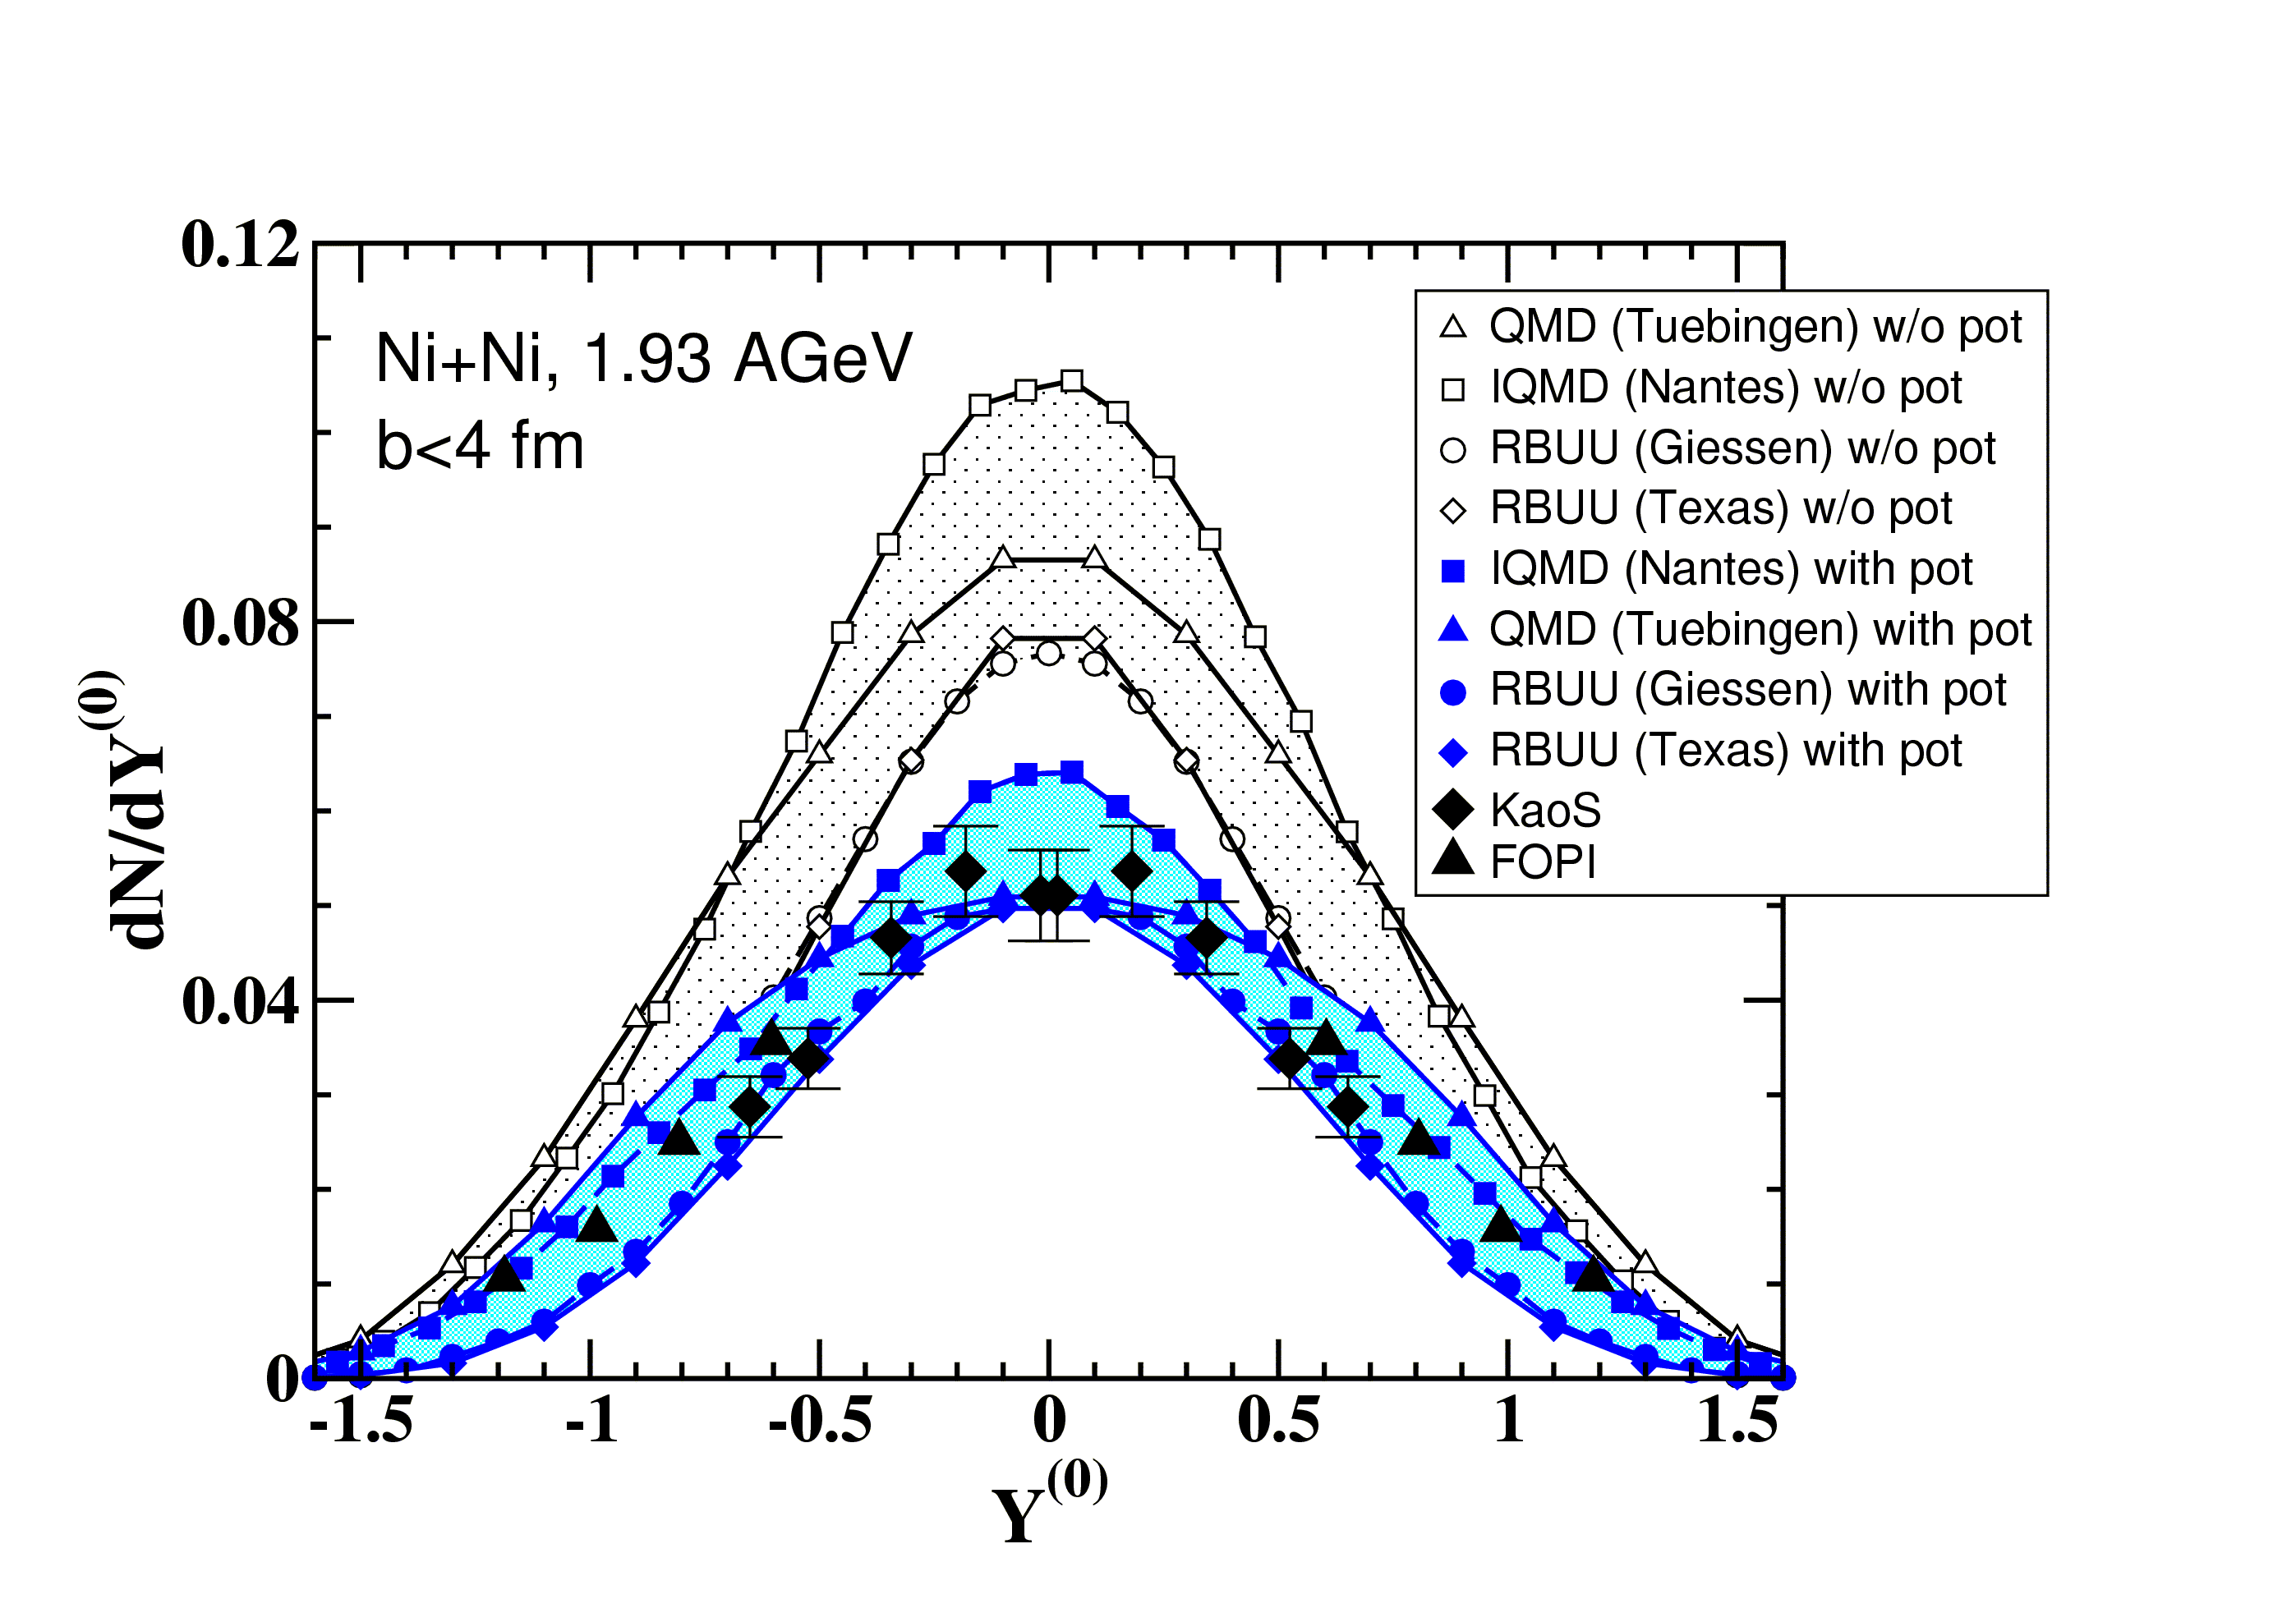 0.12
0.08
0.04
0
dN/dY(0)
Ni+Ni, 1.93 AGeV
b<4 fm
QMD (Tuebingen) w/o pot
IQMD (Nantes) w/o pot
RBUU (Giessen) w/o pot
RBUU (Texas) w/o pot
IQMD (Nantes) with pot
QMD (Tuebingen) with pot
RBUU (Giessen) with pot
RBUU (Texas) with pot
KaoS
FOPI
-1.5 -1 -0.5 0 0.5 1 1.5
Y(0)